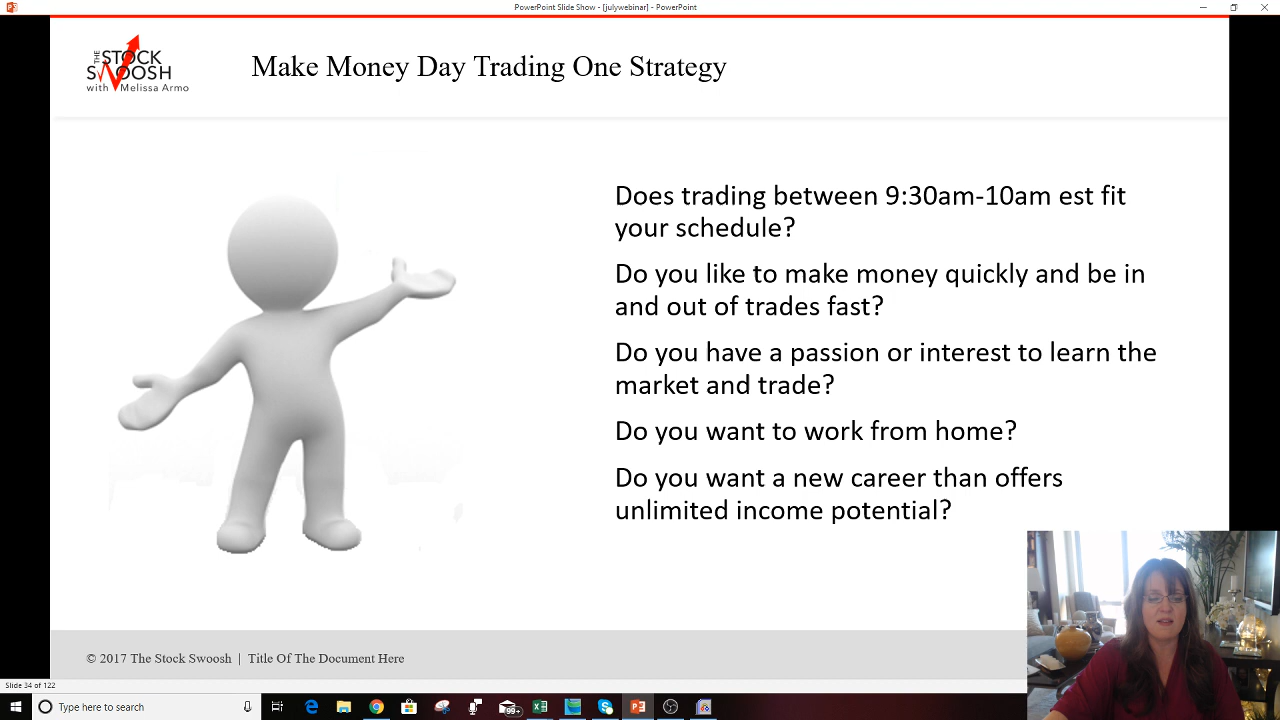 PowerPoint Slide Show - [julywebinar] - PowerPoint
THE
STOCK
SWOOSH
with Melissa Armo
Make Money Day Trading One Strategy
Does trading between 9:30am-10am est fit
your schedule?
Do you like to make money quickly and be in
and out of trades fast?
Do you have a passion or interest to learn the
market and trade?
Do you want to work from home?
Do you want a new career than offers
unlimited income potential?
© 2017 The Stock Swoosh | Title Of The Document Here
Slide 34 of 122
Type here to search
99+